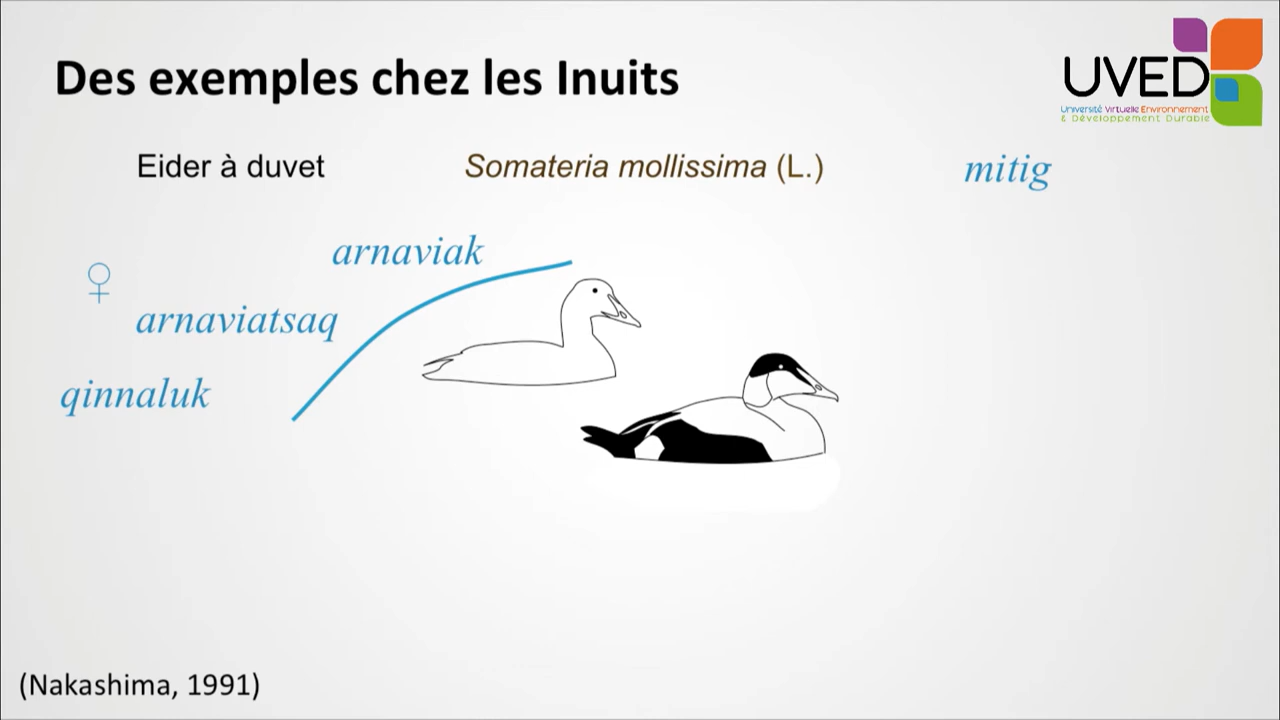 Des exemples chez les Inuits
UVED
Université Virtuelle Environnement
& Développement Durable
Eider à duvet
Somateria mollissima (L.)
mitig
arnaviak
♀
arnaviatsaq
qinnaluk
(Nakashima, 1991)